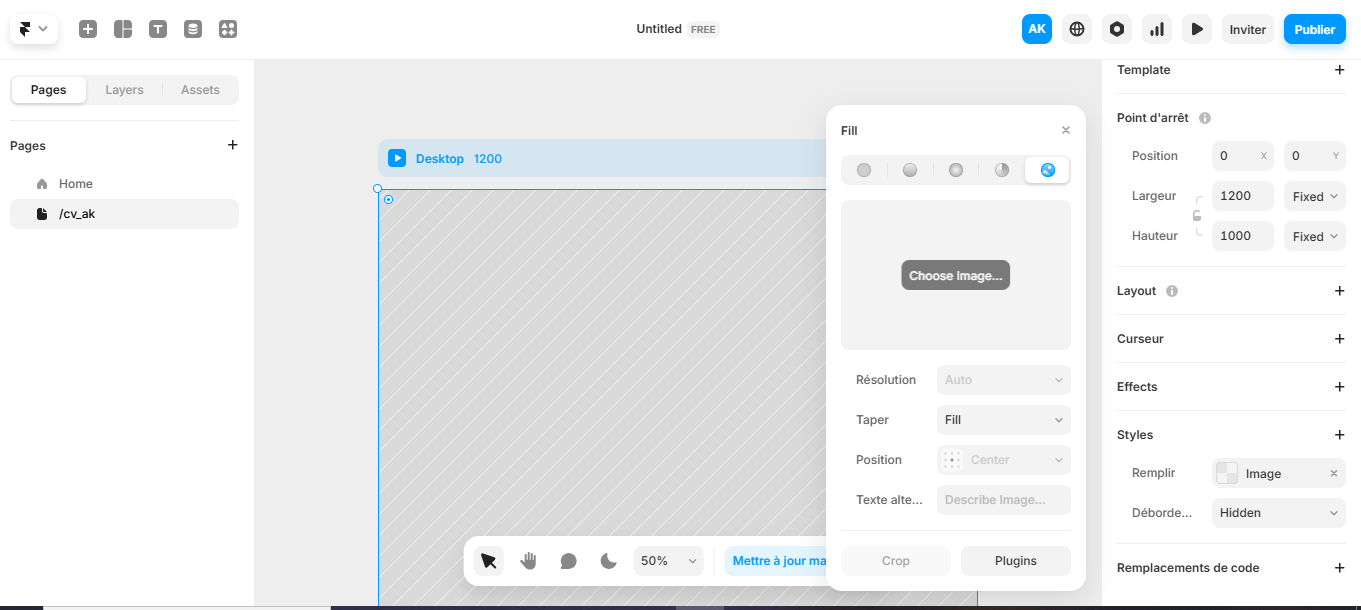 Untitled FREE
AK
Inviter
Publier
Pages Layers Assets
Pages
Home
/cv_ak
Desktop 1200
50%
Mettre à jour ma
Fill
Choose Image...
Résolution Auto
Taper Fill
Position Center
Texte alte... Describe Image...
Crop Plugins
Template
Point d'arrêt
Position 0 X 0 Y
Largeur 1200 Fixed
Hauteur 1000 Fixed
Layout
Curseur
Effects
Styles
Remplir Image
Déborde... Hidden
Remplacements de code